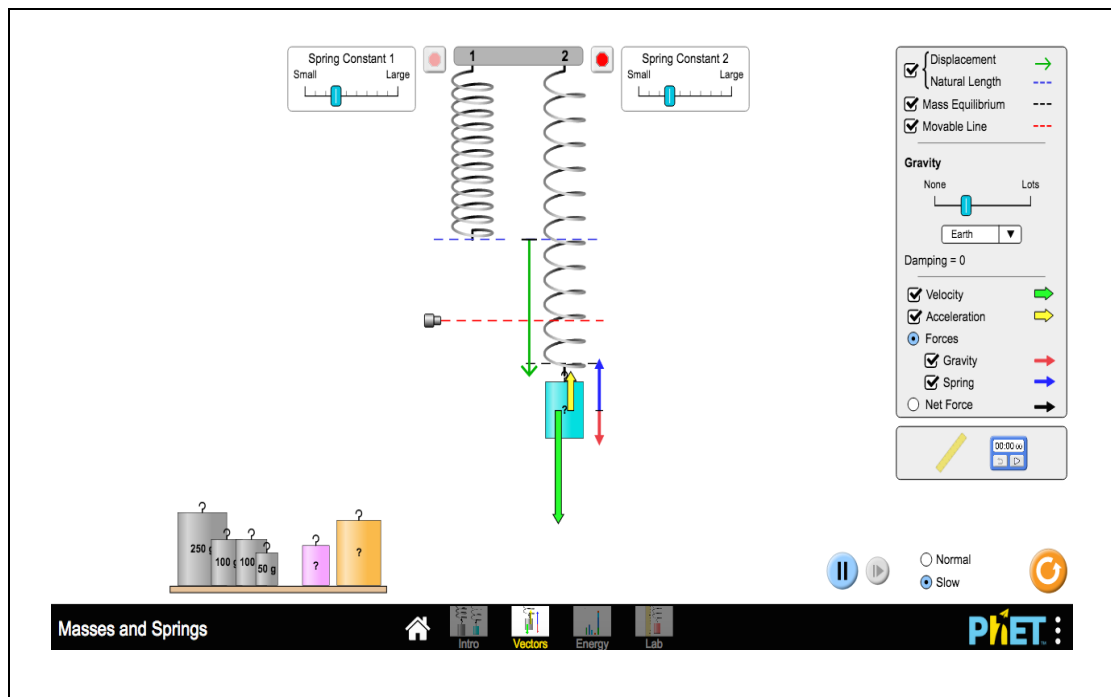 Spring Constant 1
Small Large
1 2
Spring Constant 2
Small Large
Displacement
Natural Length
Mass Equilibrium
Movable Line
Gravity
None Lots
Earth
Damping = 0
Velocity
Acceleration
Forces
Gravity
Spring
Net Force
00:00
?
250 g
100 g
100
50 g
?
?
Normal
Slow
Masses and Springs
Intro
Vectors
Energy
Lab
PhET